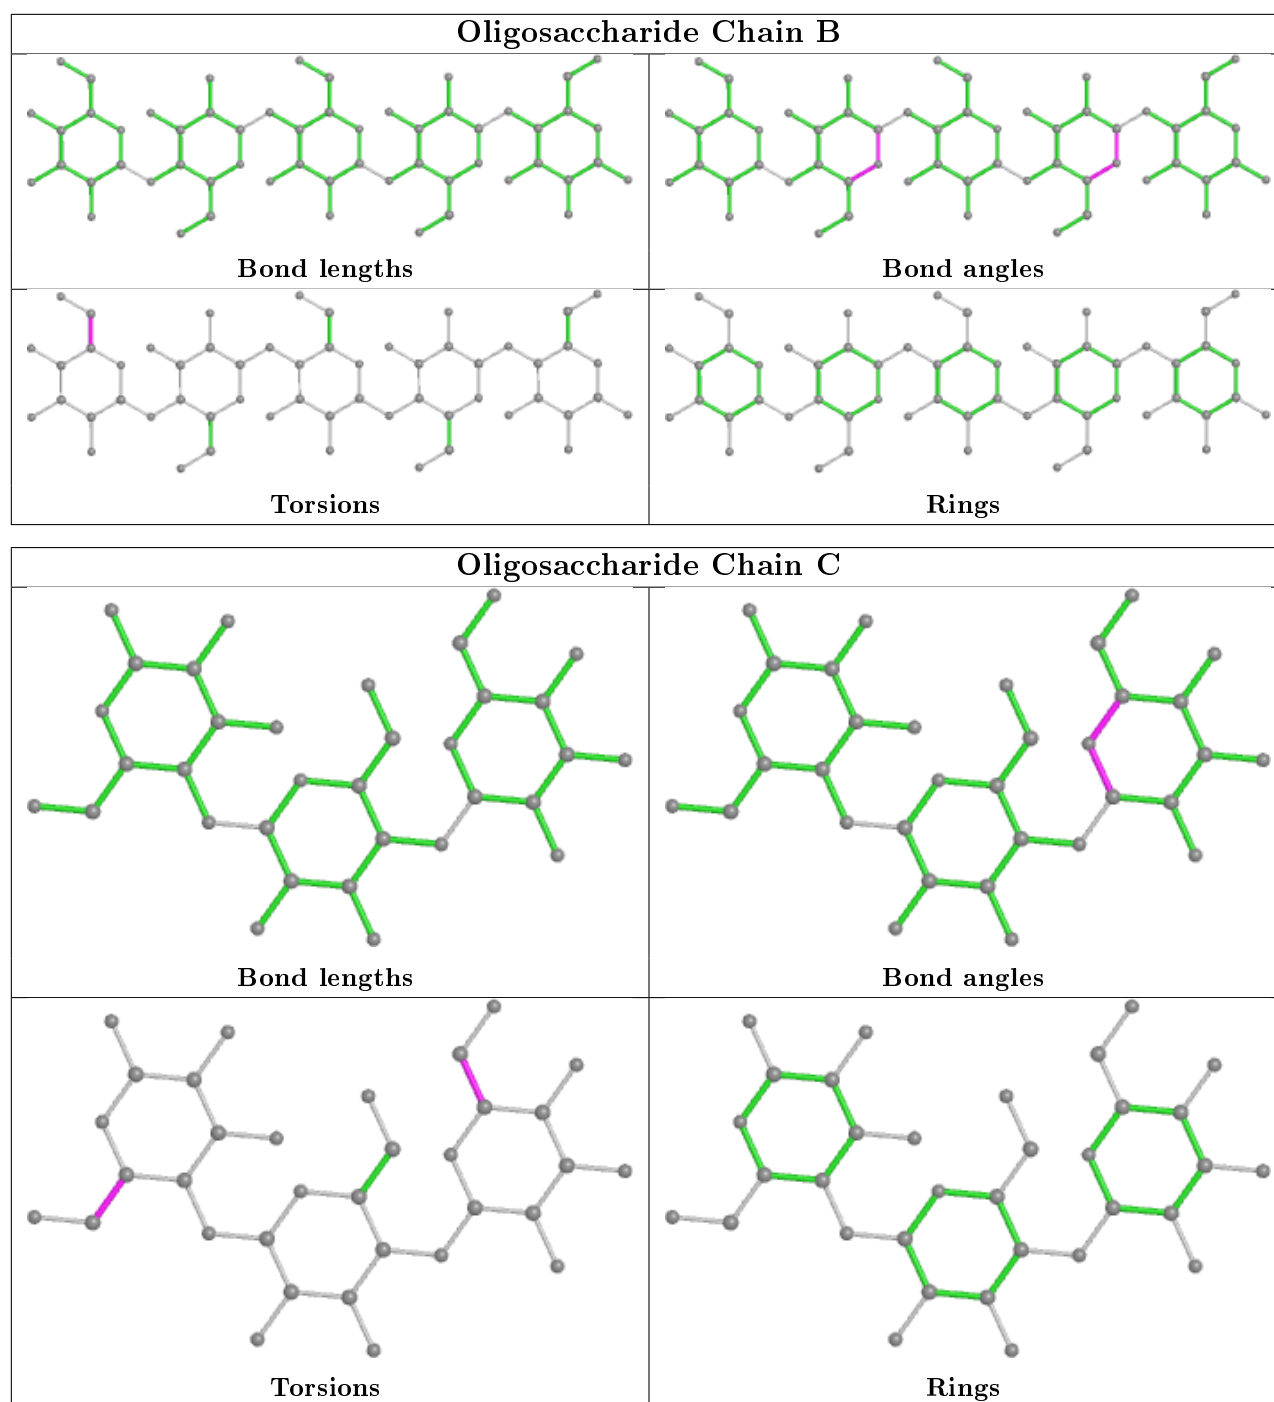 Oligosaccharide Chain B
Bond lengths
Bond angles
Torsions
Rings
Oligosaccharide Chain C
Bond lengths
Bond angles
Torsions
Rings